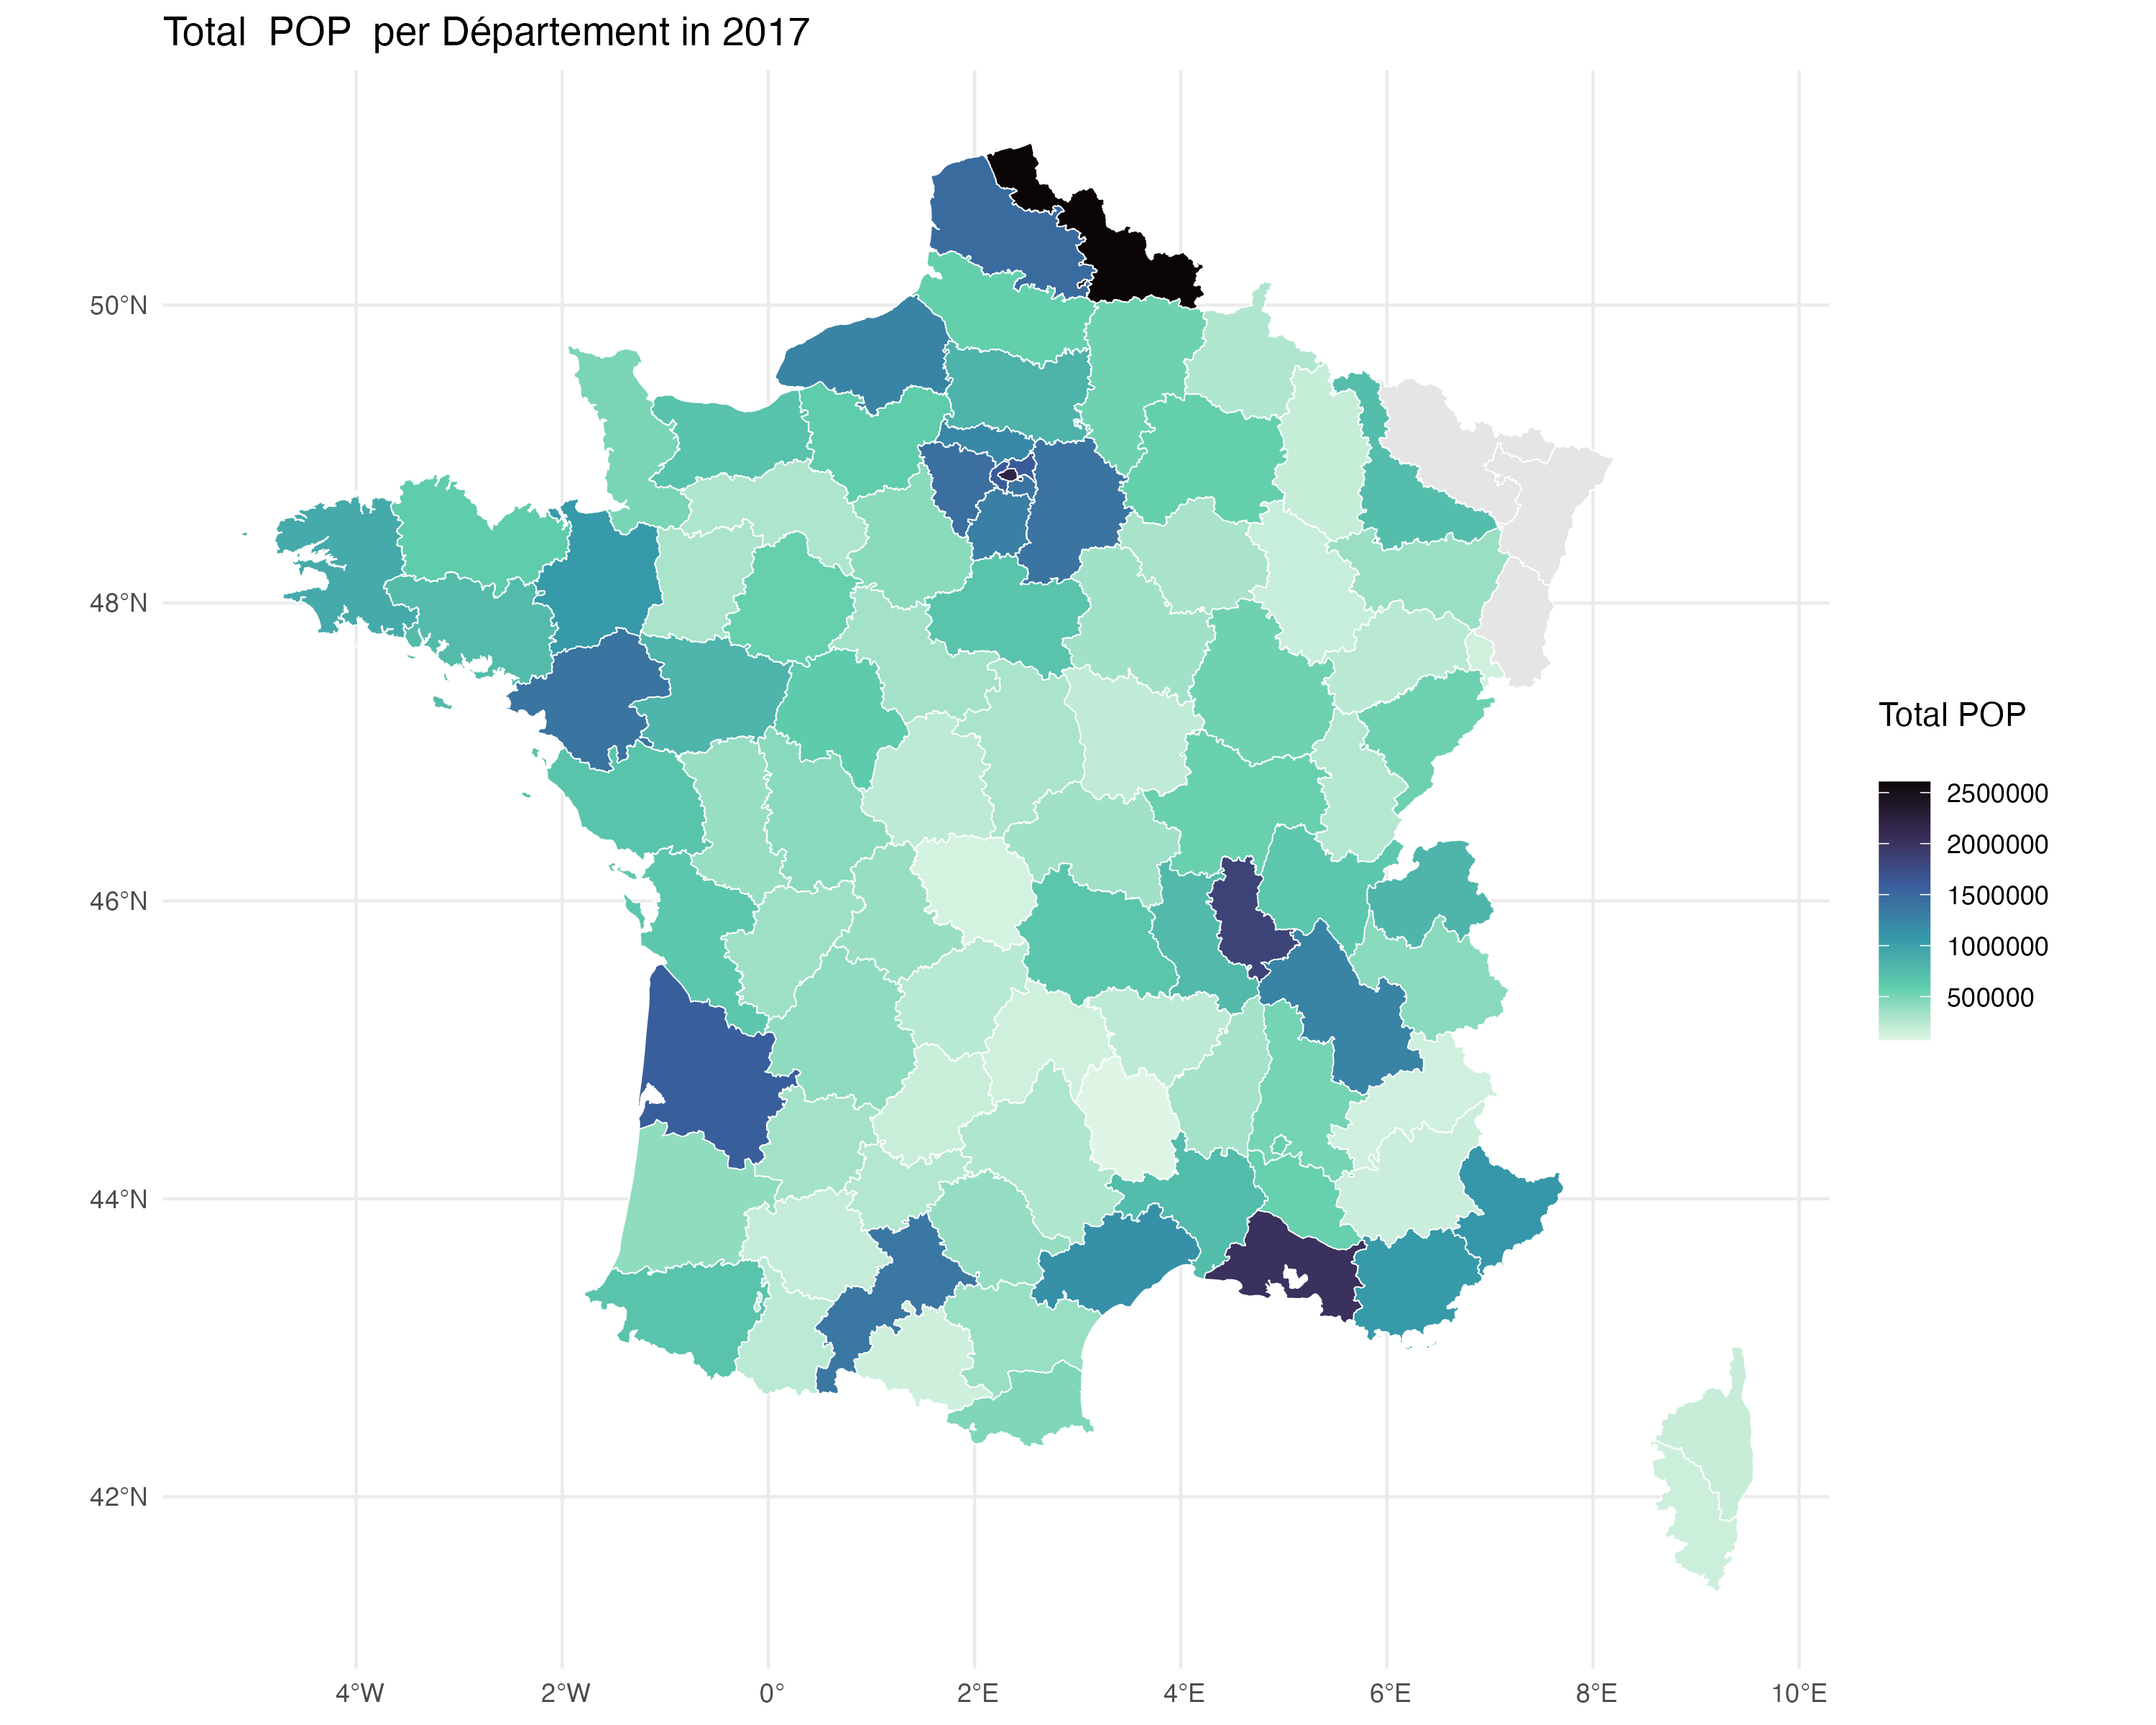 Total  POP  per Département in 2017
50°N
48°N
46°N
44°N
42°N
4°W
2°W
0°
2°E
4°E
6°E
8°E
10°E
Total POP
2500000
2000000
1500000
1000000
500000